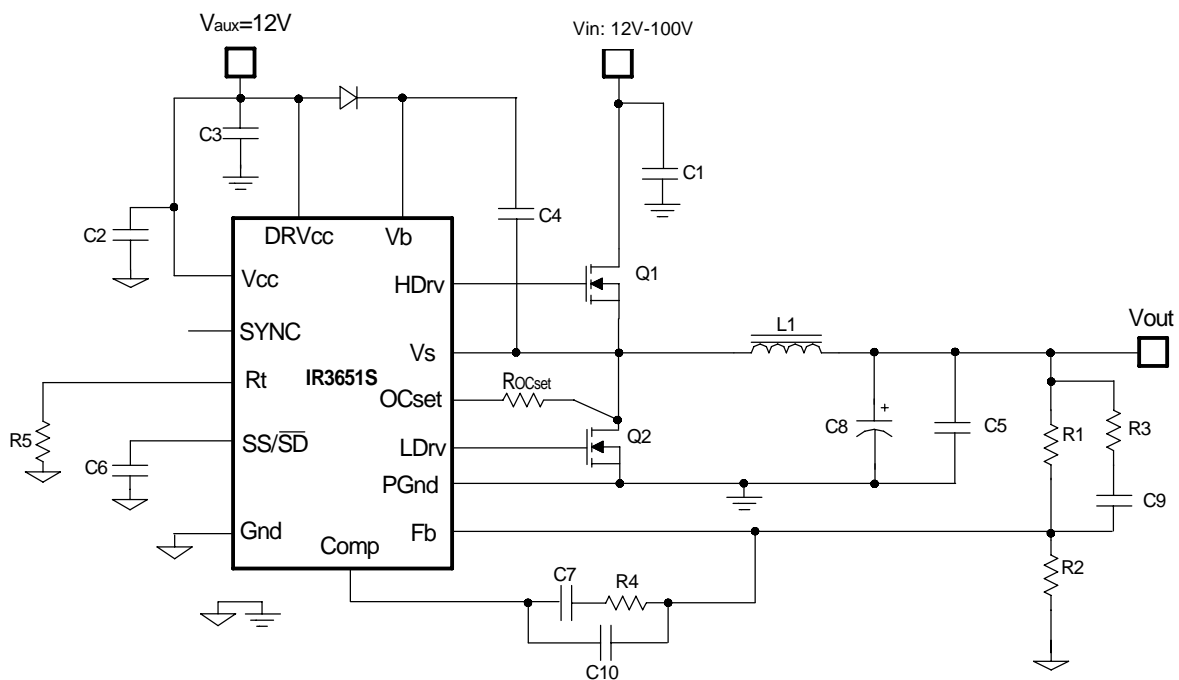 Vaux=12V
Vin: 12V-100V
C3
C1
C2
C4
DRVcc
Vb
Vcc
HDrv
Q1
SYNC
L1
Vout
Vs
Rt
IR3651S
ROCset
OCset
R5
SS/SD
LDrv
Q2
C8
+
C5
R1
R3
C6
PGnd
C9
Gnd
Fb
Comp
R2
C7
R4
C10